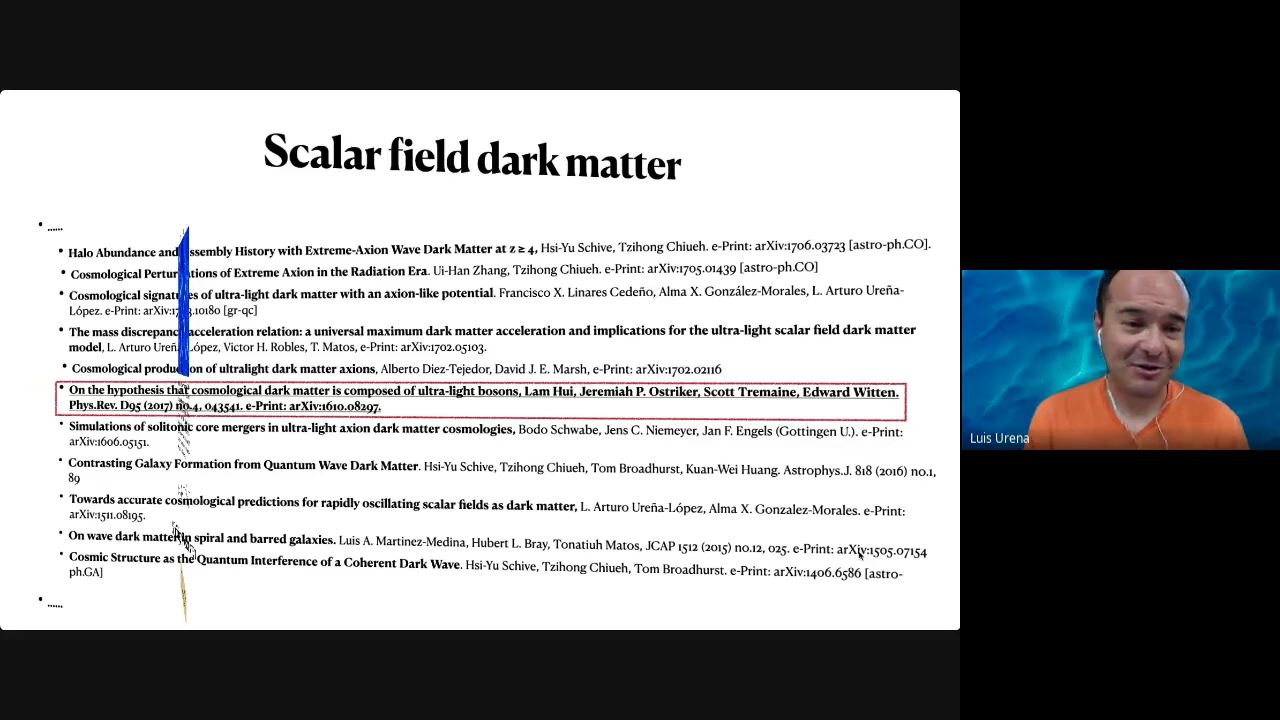 Scalar field dark matter
• ......
• Halo Abundance and ssembly History with Extreme-Axion Wave Dark Matter at z ≥ 4, Hsi-Yu Schive, Tzihong Chiueh. e-Print: arXiv:1706.03723 [astro-ph.CO].
• Cosmological Pertur tions of Extreme Axion in the Radiation Era. Ui-Han Zhang, Tzihong Chiueh. e-Print: arXiv:1705.01439 [astro-ph.CO]
• Cosmological signatures of ultra-light dark matter with an axion-like potential. Francisco X. Linares Cedeño, Alma X. González-Morales, L. Arturo Ureña-
López. e-Print: arXiv:17 .10180 [gr-qc]
• The mass discrepanc acceleration relation: a universal maximum dark matter acceleration and implications for the ultra-light scalar field dark matter
model, L. Arturo Ureña López, Victor H. Robles, T. Matos, e-Print: arXiv:1702.05103.
• Cosmological production of ultralight dark matter axions, Alberto Diez-Tejedor, David J. E. Marsh, e-Print: arXiv:1702.02116
• On the hypothesis that cosmological dark matter is composed of ultra-light bosons, Lam Hui, Jeremiah P. Ostriker, Scott Tremaine, Edward Witten.
Phys.Rev. D95 (2017) no.4, 043541. e-Print: arXiv:1610.08297.
• Simulations of solitonic core mergers in ultra-light axion dark matter cosmologies, Bodo Schwabe, Jens C. Niemeyer, Jan F. Engels (Gottingen U.). e-Print:
arXiv:1606.05151.
• Contrasting Galaxy Formation from Quantum Wave Dark Matter. Hsi-Yu Schive, Tzihong Chiueh, Tom Broadhurst, Kuan-Wei Huang. Astrophys.J. 818 (2016) no.1,
89
• Towards accurate cosmological predictions for rapidly oscillating scalar fields as dark matter, L. Arturo Ureña-López, Alma X. Gonzalez-Morales. e-Print:
arXiv:1511.08195.
• On wave dark matter in spiral and barred galaxies. Luis A. Martinez-Medina, Hubert L. Bray, Tonatiuh Matos, JCAP 1512 (2015) no.12, 025. e-Print: arXiv:1505.07154
• Cosmic Structure as the Quantum Interference of a Coherent Dark Wave. Hsi-Yu Schive, Tzihong Chiueh, Tom Broadhurst. e-Print: arXiv:1406.6586 [astro-
ph.GA]
• ......
Luis Urena